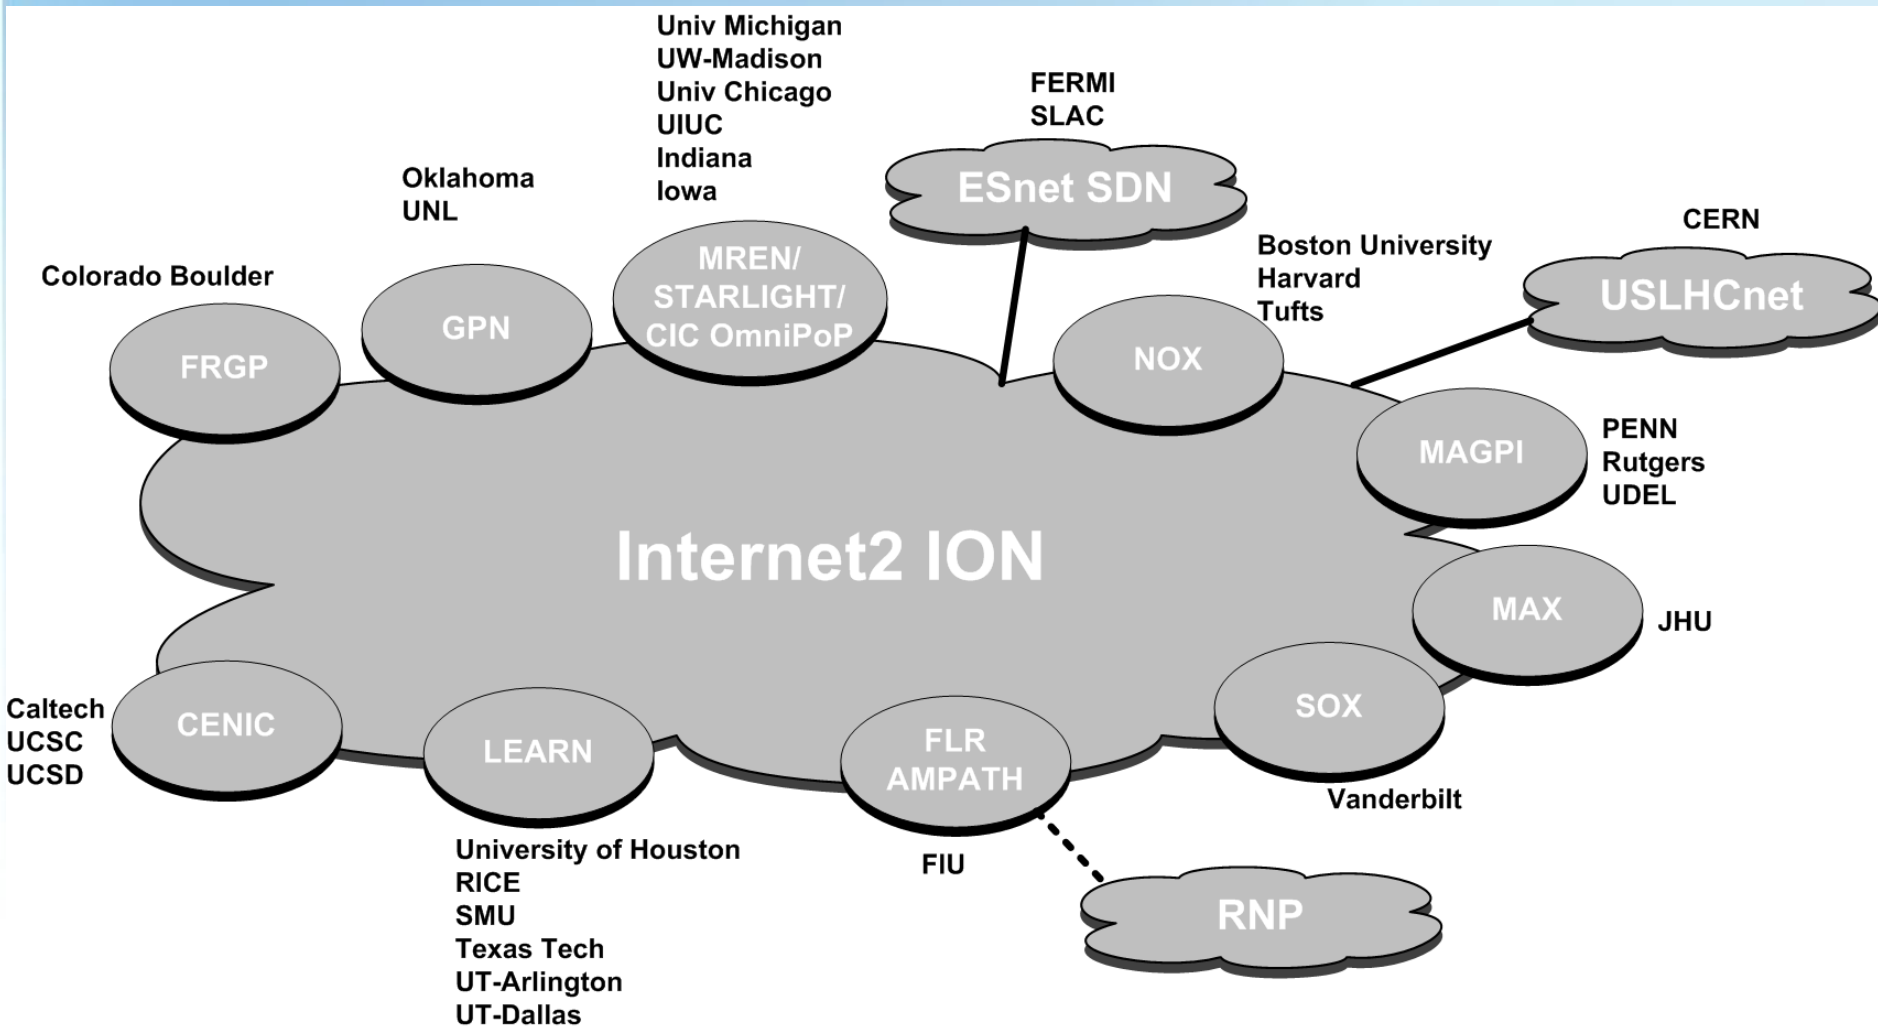 Univ Michigan
UW-Madison
Univ Chicago
UIUC
Indiana
Iowa
FERMI
SLAC
ESnet SDN
Oklahoma
UNL
CERN
USLHCnet
Boston University
Harvard
Tufts
Colorado Boulder
FRGP
GPN
MREN/
STARLIGHT/
CIC OmniPoP
NOX
MAGPI
PENN
Rutgers
UDEL
Internet2 ION
MAX
JHU
Caltech
UCSC
UCSD
CENIC
LEARN
FLR
AMPATH
SOX
Vanderbilt
University of Houston
RICE
SMU
Texas Tech
UT-Arlington
UT-Dallas
FIU
RNP